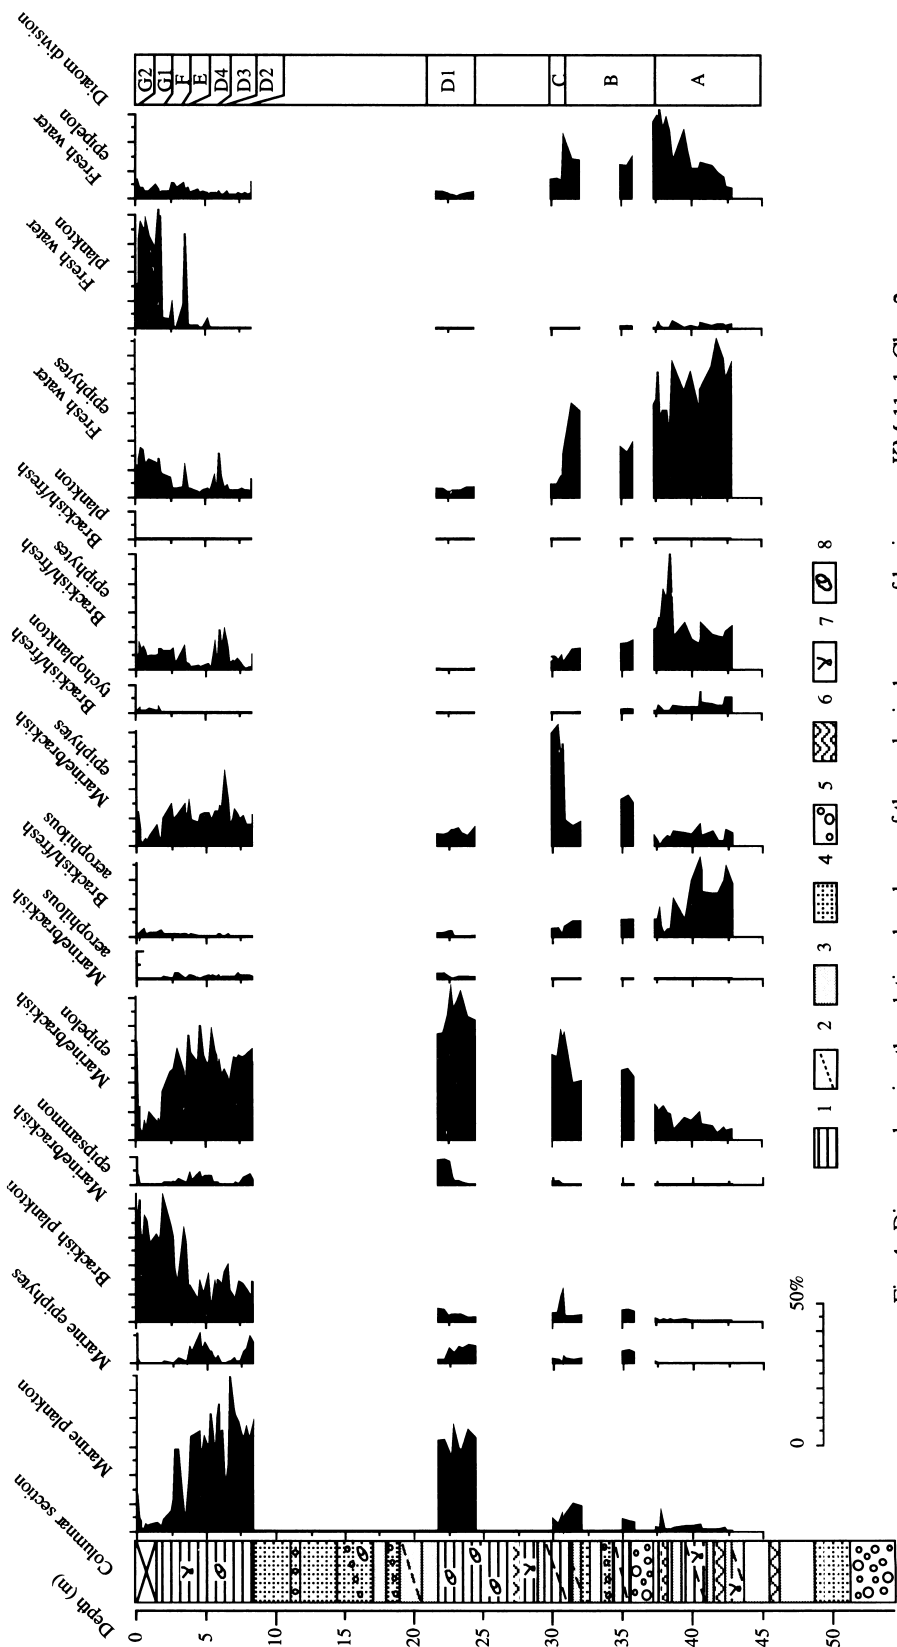 Depth (m)
Columnar section
Marine plankton
Marine epiphytes
Brackish plankton
Marine/brackish
epipsammon
Marine/brackish
epipelon
Marine/brackish
aerophilous
Brackish/fresh
aerophilous
Marine/brackish
epiphytes
Brackish/fresh
tychoplankton
Brackish/fresh
epiphytes
Brackish/fresh
plankton
Fresh water
epiphytes
Fresh water
plankton
Fresh water
epipelon
Diatom division
0
5
10
15
20
25
30
35
40
45
50
G2
G1
F
E
D4
D3
D2
D1
C
B
A
0 50%
1 2 3 4 5 6 7 8